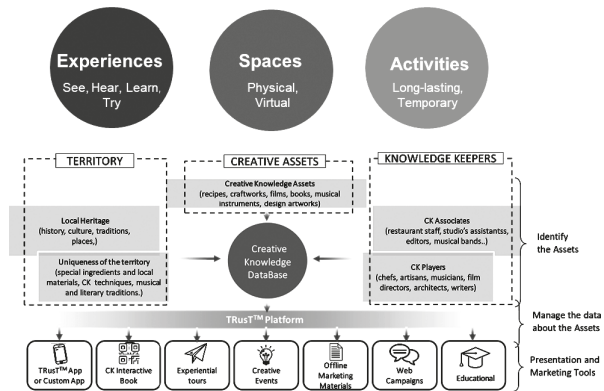 Experiences
See, Hear, Learn,
Try
Spaces
Physical,
Virtual
Activities
Long-lasting,
Temporary
TERRITORY
CREATIVE ASSETS
KNOWLEDGE KEEPERS
Creative Knowledge Assets
(recipes, craftworks, films, books, musical
instruments, design artworks)
Local Heritage
(history, culture, traditions,
places,)
Uniqueness of the territory
(special ingredients and local
materials, CK techniques, musical
and literary traditions.)
Creative
Knowledge
DataBase
CK Associates
(restaurant staff, studio's assistantss,
editors, musical bands..)
CK Players
(chefs, artisans, musicians, film
directors, architects, writers)
Identify
the Assets
TRusT™ Platform
Manage the data
about the Assets
TRusT™ App
or Custom App
CK Interactive
Book
Experiential
tours
Creative
Events
Offline
Marketing
Materials
Web
Campaigns
Educational
Presentation and
Marketing Tools